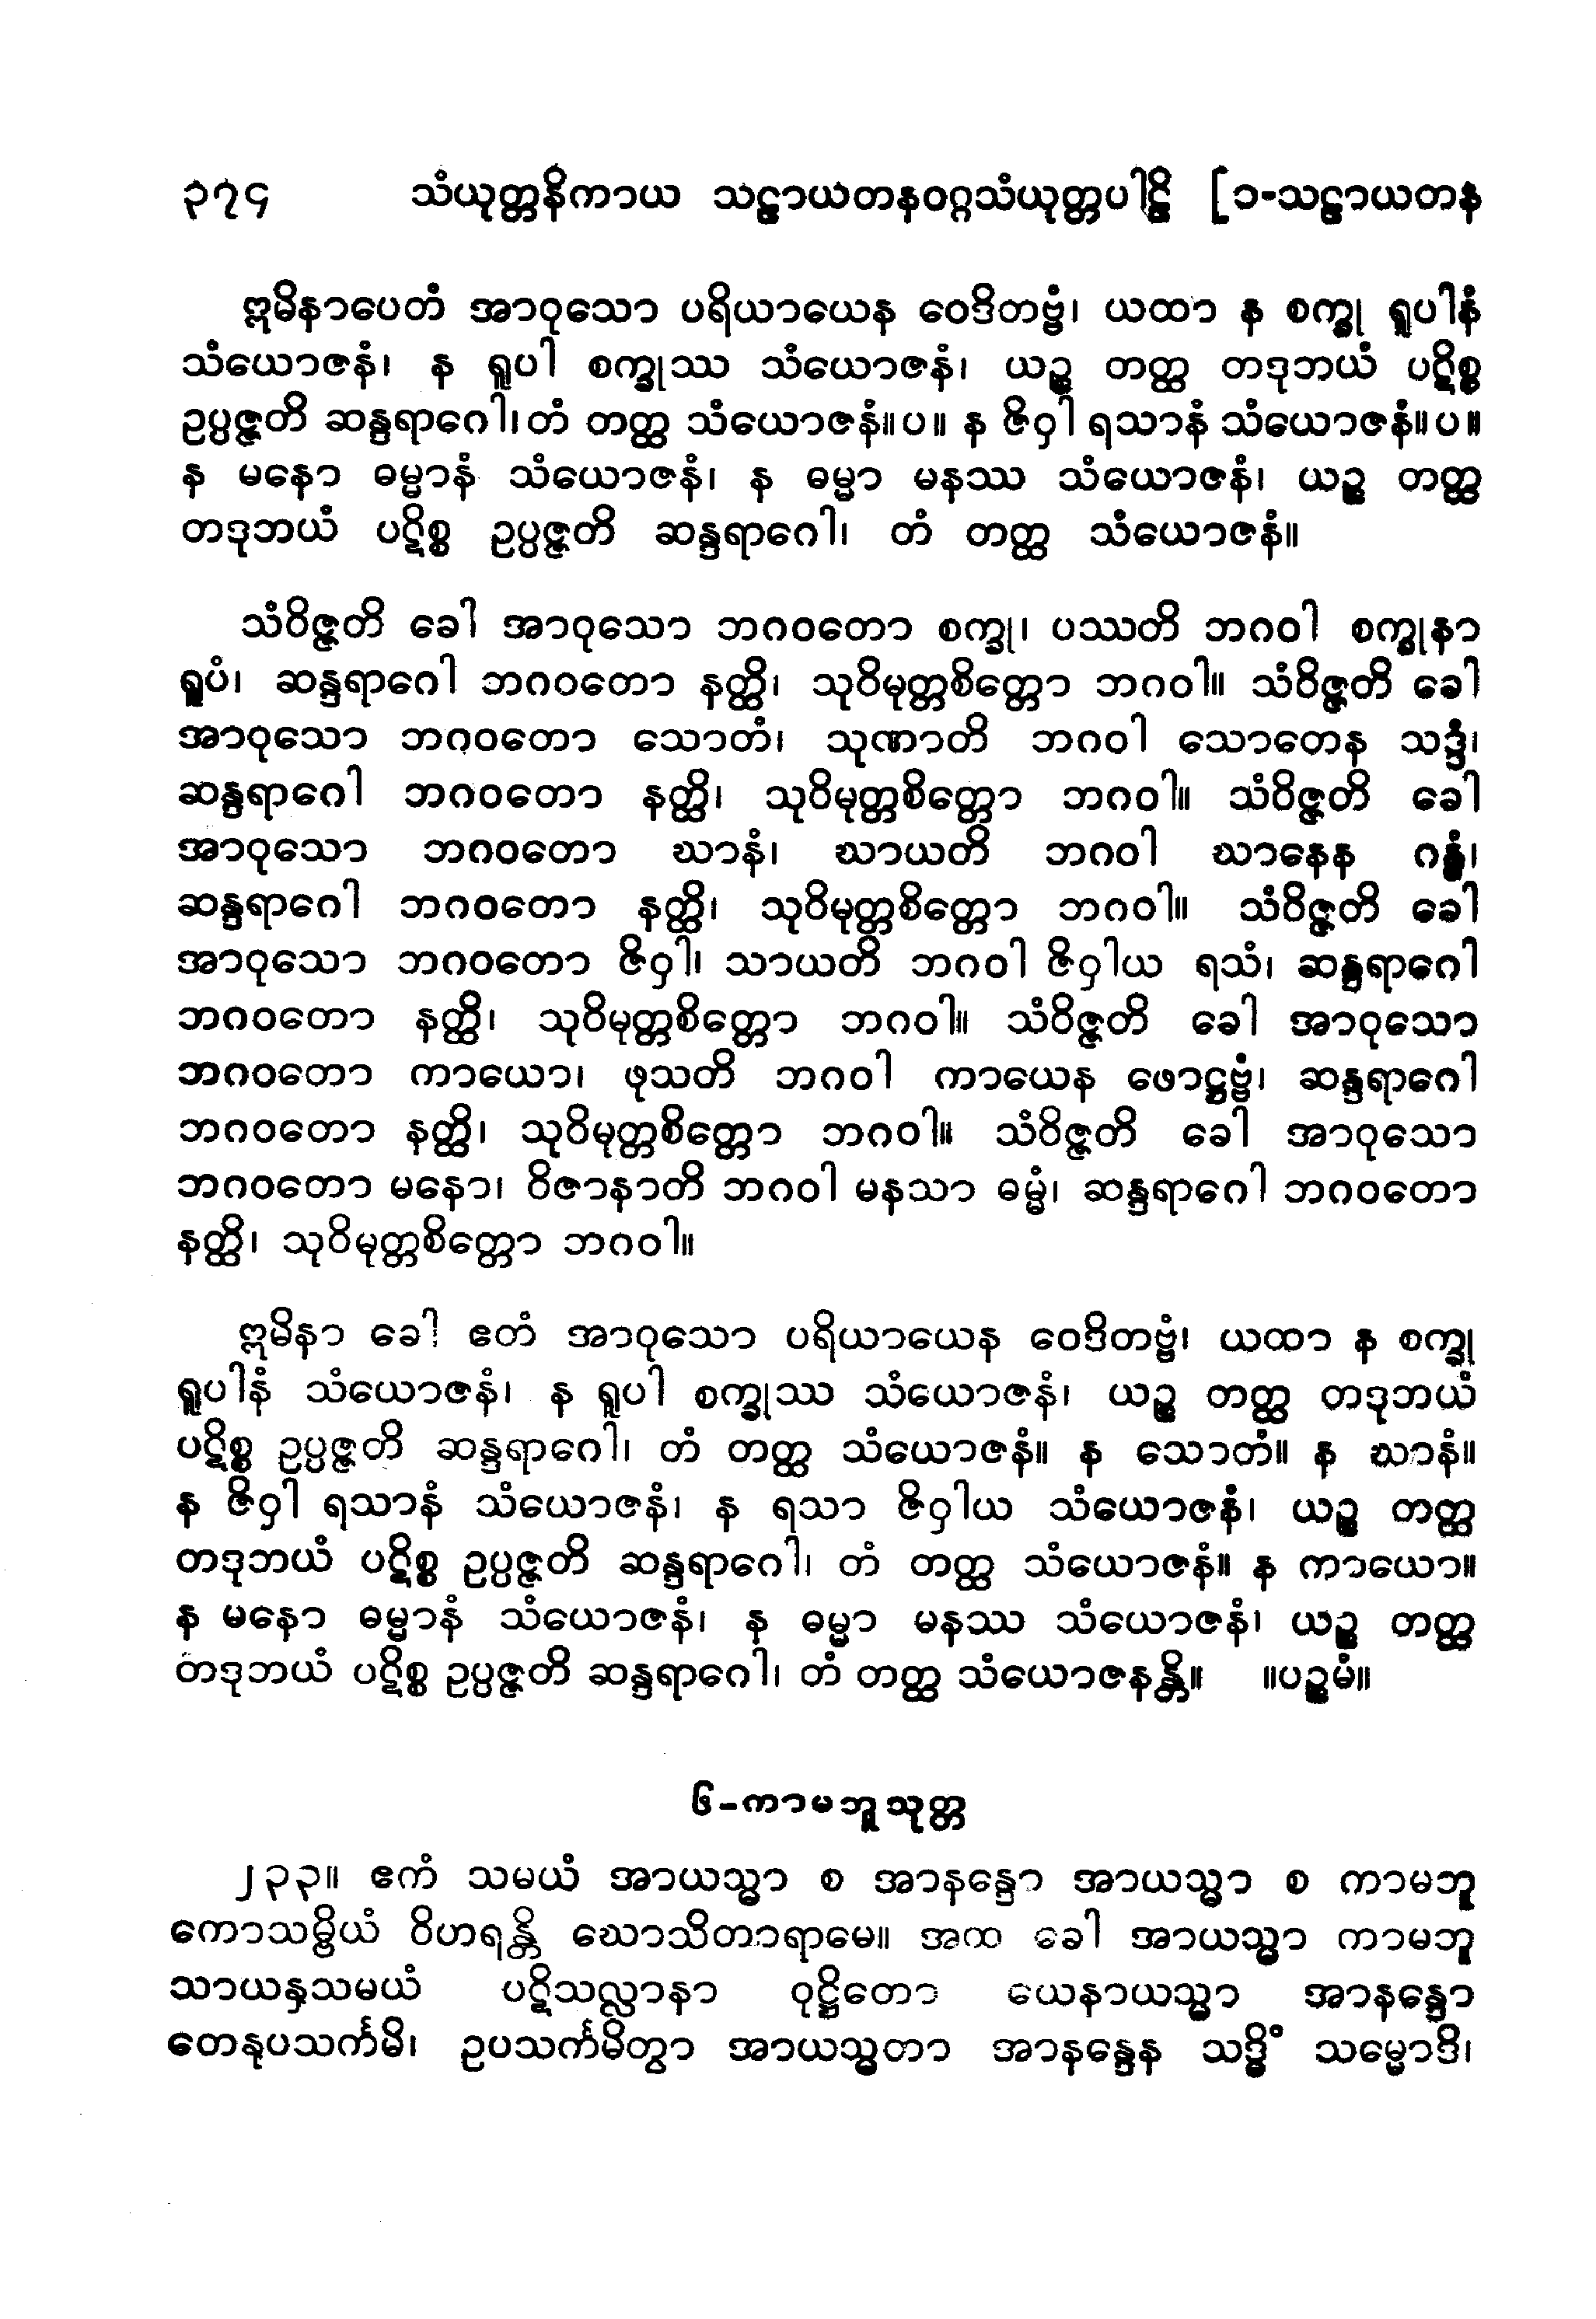 ၃၇၄ သံယုတ္တနိကာယ သဠာယတနဝဂ္ဂသံယုတ္တပါဠိ [၁-သဠာယတန
ဣမိနာပေတံ အာဝုသော ပရိယာယေန ဝေဒိတဗ္ဗံ၊ ယထာ န စက္ခု ရူပါနံ
သံယောဇနံ၊ န ရူပါ စက္ခုဿ သံယောဇနံ၊ ယဉ္စ တတ္ထ တဒုဘယံ ပဋိစ္စ
ဥပ္ပဇ္ဇတိ ဆန္ဒရာဂေါ၊ တံ တတ္ထ သံယောဇနံ။ပ။ န ဇိဝှါ ရသာနံ သံယောဇနံ။ပ။
န မနော ဓမ္မာနံ သံယောဇနံ၊ န ဓမ္မာ မနဿ သံယောဇနံ၊ ယဉ္စ တတ္ထ
တဒုဘယံ ပဋိစ္စ ဥပ္ပဇ္ဇတိ ဆန္ဒရာဂေါ၊ တံ တတ္ထ သံယောဇနံ။
သံဝိဇ္ဇတိ ခေါ အာဝုသော ဘဂဝတော စက္ခု၊ ပဿတိ ဘဂဝါ စက္ခုနာ
ရူပံ၊ ဆန္ဒရာဂေါ ဘဂဝတော နတ္ထိ၊ သုဝိမုတ္တစိတ္တော ဘဂဝါ။ သံဝိဇ္ဇတိ ခေါ
အာဝုသော ဘဂဝတော သောတံ၊ သုဏာတိ ဘဂဝါ သောတေန သဒ္ဒံ၊
ဆန္ဒရာဂေါ ဘဂဝတော နတ္ထိ၊ သုဝိမုတ္တစိတ္တော ဘဂဝါ။ သံဝိဇ္ဇတိ ခေါ
အာဝုသော ဘဂဝတော ဃာနံ၊ ဃာယတိ ဘဂဝါ ဃာနေန ဂန္ဓံ၊
ဆန္ဒရာဂေါ ဘဂဝတော နတ္ထိ၊ သုဝိမုတ္တစိတ္တော ဘဂဝါ။ သံဝိဇ္ဇတိ ခေါ
အာဝုသော ဘဂဝတော ဇိဝှါ၊ သာယတိ ဘဂဝါ ဇိဝှါယ ရသံ၊ ဆန္ဒရာဂေါ
ဘဂဝတော နတ္ထိ၊ သုဝိမုတ္တစိတ္တော ဘဂဝါ။ သံဝိဇ္ဇတိ ခေါ အာဝုသော
ဘဂဝတော ကာယော၊ ဖုသတိ ဘဂဝါ ကာယေန ဖောဋ္ဌဗ္ဗံ၊ ဆန္ဒရာဂေါ
ဘဂဝတော နတ္ထိ၊ သုဝိမုတ္တစိတ္တော ဘဂဝါ။ သံဝိဇ္ဇတိ ခေါ အာဝုသော
ဘဂဝတော မနော၊ ဝိဇာနာတိ ဘဂဝါ မနသာ ဓမ္မံ၊ ဆန္ဒရာဂေါ ဘဂဝတော
နတ္ထိ၊ သုဝိမုတ္တစိတ္တော ဘဂဝါ။
ဣမိနာ ခေါ ဧတံ အာဝုသော ပရိယာယေန ဝေဒိတဗ္ဗံ၊ ယထာ န စက္ခု
ရူပါနံ သံယောဇနံ၊ န ရူပါ စက္ခုဿ သံယောဇနံ၊ ယဉ္စ တတ္ထ တဒုဘယံ
ပဋိစ္စ ဥပ္ပဇ္ဇတိ ဆန္ဒရာဂေါ၊ တံ တတ္ထ သံယောဇနံ။ န သောတံ။ န ဃာနံ။
န ဇိဝှါ ရသာနံ သံယောဇနံ၊ န ရသာ ဇိဝှါယ သံယောဇနံ၊ ယဉ္စ တတ္ထ
တဒုဘယံ ပဋိစ္စ ဥပ္ပဇ္ဇတိ ဆန္ဒရာဂေါ၊ တံ တတ္ထ သံယောဇနံ။ န ကာယော။
န မနော ဓမ္မာနံ သံယောဇနံ၊ န ဓမ္မာ မနဿ သံယောဇနံ၊ ယဉ္စ တတ္ထ
တဒုဘယံ ပဋိစ္စ ဥပ္ပဇ္ဇတိ ဆန္ဒရာဂေါ၊ တံ တတ္ထ သံယောဇနန္တိ။ ။ပဉ္စမံ။
၆-ကာမဘူသုတ္တ
၂၃၃။ ဧကံ သမယံ အာယသ္မာ စ အာနန္ဒော အာယသ္မာ စ ကာမဘူ
ကောသမ္ဗိယံ ဝိဟရန္တိ ဃောသိတာရာမေ။ အထ ခေါ အာယသ္မာ ကာမဘူ
သာယနှသမယံ ပဋိသလ္လာနာ ဝုဋ္ဌိတော ယေနာယသ္မာ အာနန္ဒော
တေနုပသင်္ကမိ၊ ဥပသင်္ကမိတွာ အာယသ္မတာ အာနန္ဒေန သဒ္ဓိံ သမ္မောဒိ၊